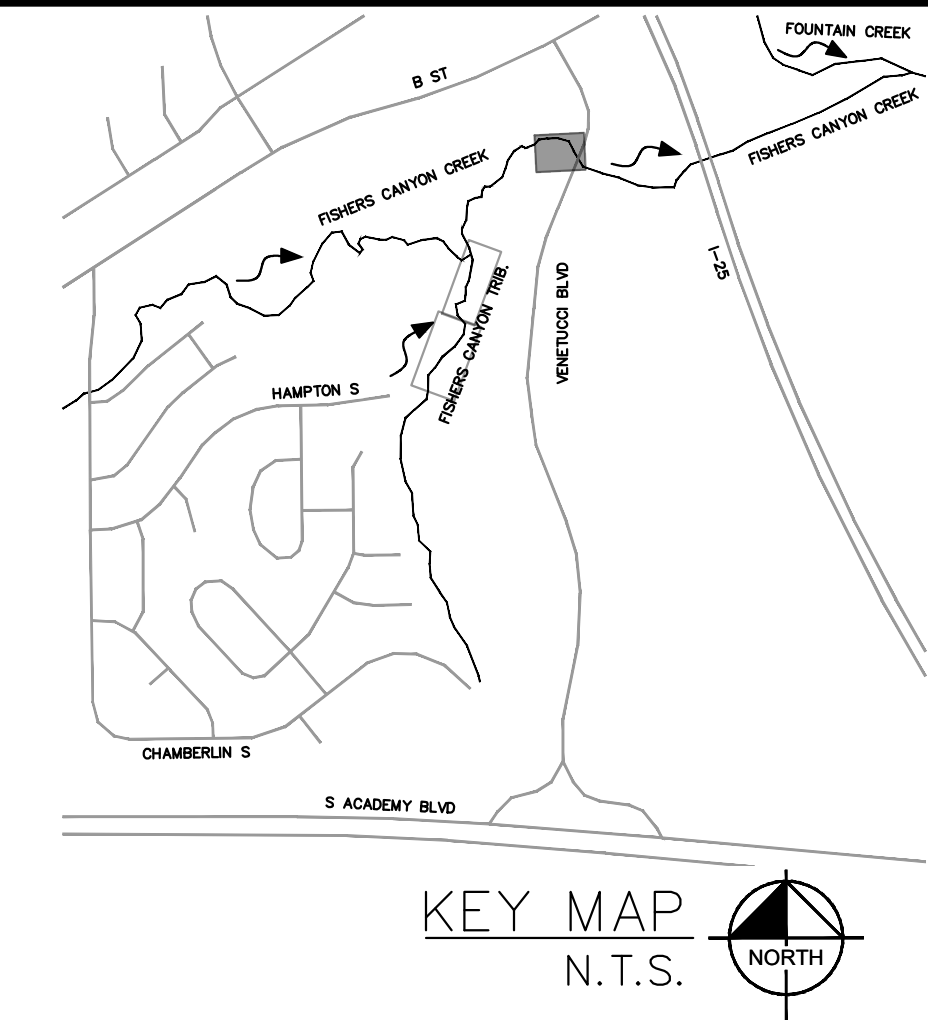 FOUNTAIN CREEK
B ST
FISHERS CANYON CREEK
FISHERS CANYON CREEK
I-25
FISHERS CANYON TRIB.
VENETUCCI BLVD
HAMPTON S
CHAMBERLIN S
S ACADEMY BLVD
KEY MAP
N.T.S.
NORTH